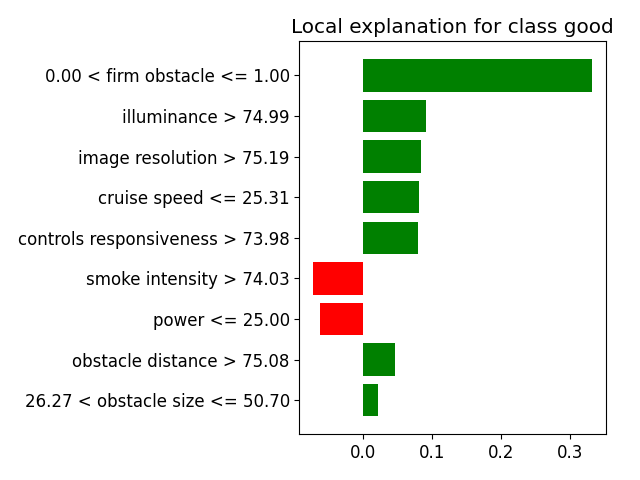 Local explanation for class good
0.00 < firm obstacle <= 1.00
illuminance > 74.99
image resolution > 75.19
cruise speed <= 25.31
controls responsiveness > 73.98
smoke intensity > 74.03
power <= 25.00
obstacle distance > 75.08
26.27 < obstacle size <= 50.70
0.0 0.1 0.2 0.3